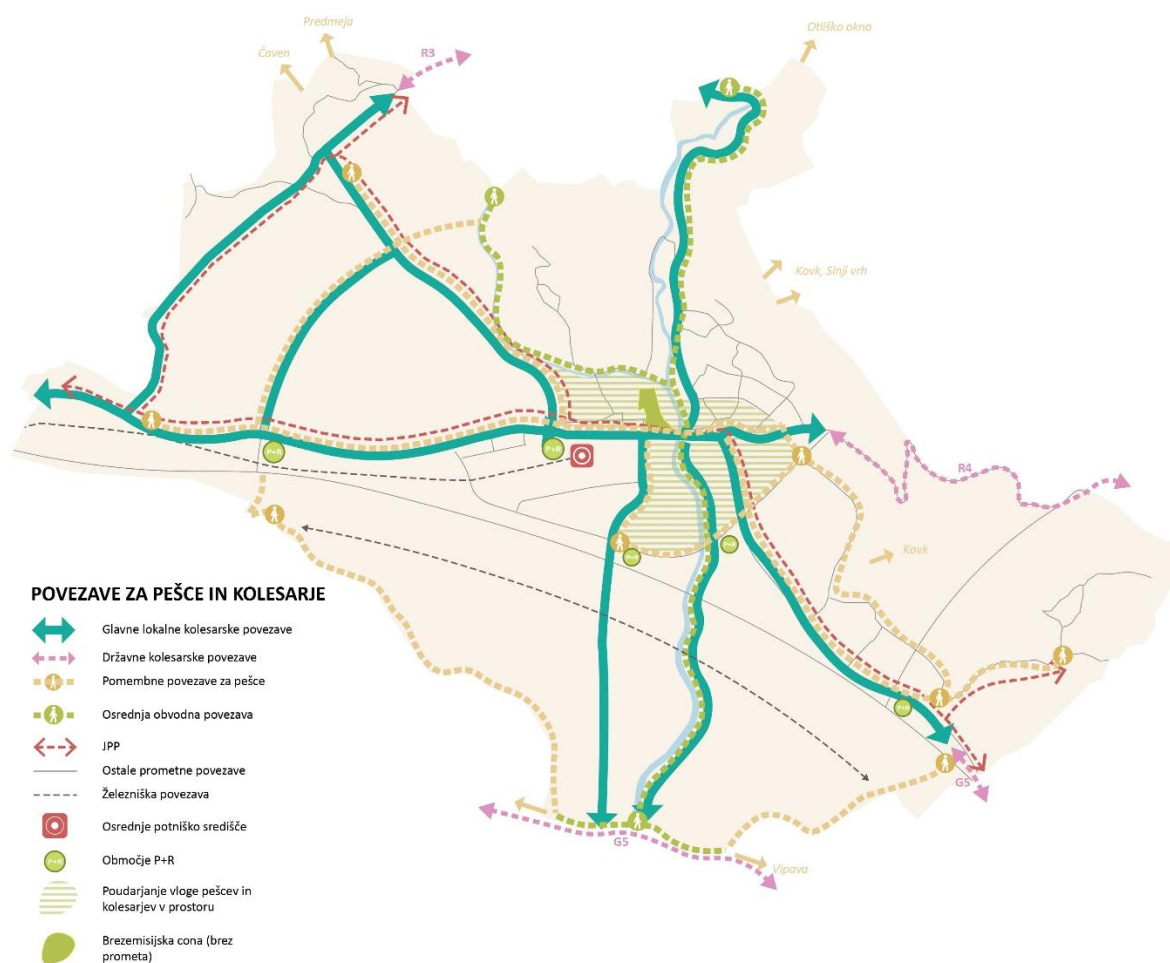 Predmeja
Otliško okno
Čaven
R3
Kovk, Sinji vrh
P+R
P+R
R4
P+R
P+R
Kovk
P+R
G5
G5
Vipava
POVEZAVE ZA PEŠCE IN KOLESARJE
Glavne lokalne kolesarske povezave
Državne kolesarske povezave
Pomembne povezave za pešce
Osrednja obvodna povezava
JPP
Ostale prometne povezave
Železniška povezava
Osrednje potniško središče
P+R
Območje P+R
Poudarjanje vloge pešcev in
kolesarjev v prostoru
Brezemisijska cona (brez
prometa)